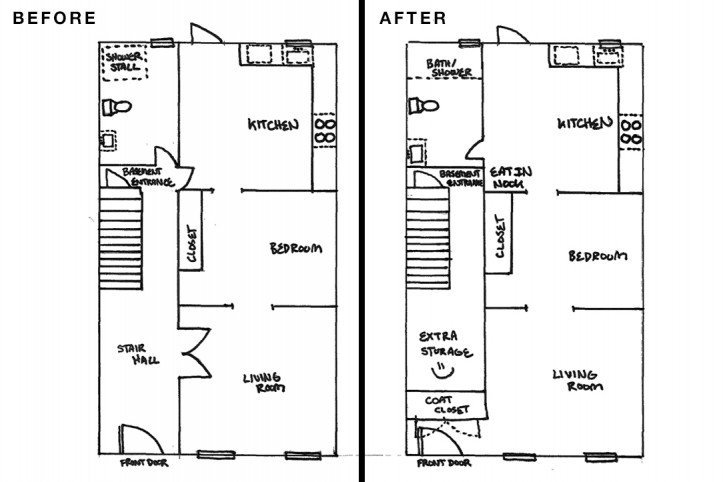 BEFORE
SHOWER
STALL
KITCHEN
BASEMENT
ENTRANCE
CLOSET
BEDROOM
STAIR
HALL
LIVING
ROOM
FRONT DOOR
AFTER
BATH/
SHOWER
KITCHEN
BASEMENT
ENTRANCE
EAT IN
NOOK
CLOSET
BEDROOM
EXTRA
STORAGE
LIVING
ROOM
COAT
CLOSET
FRONT DOOR